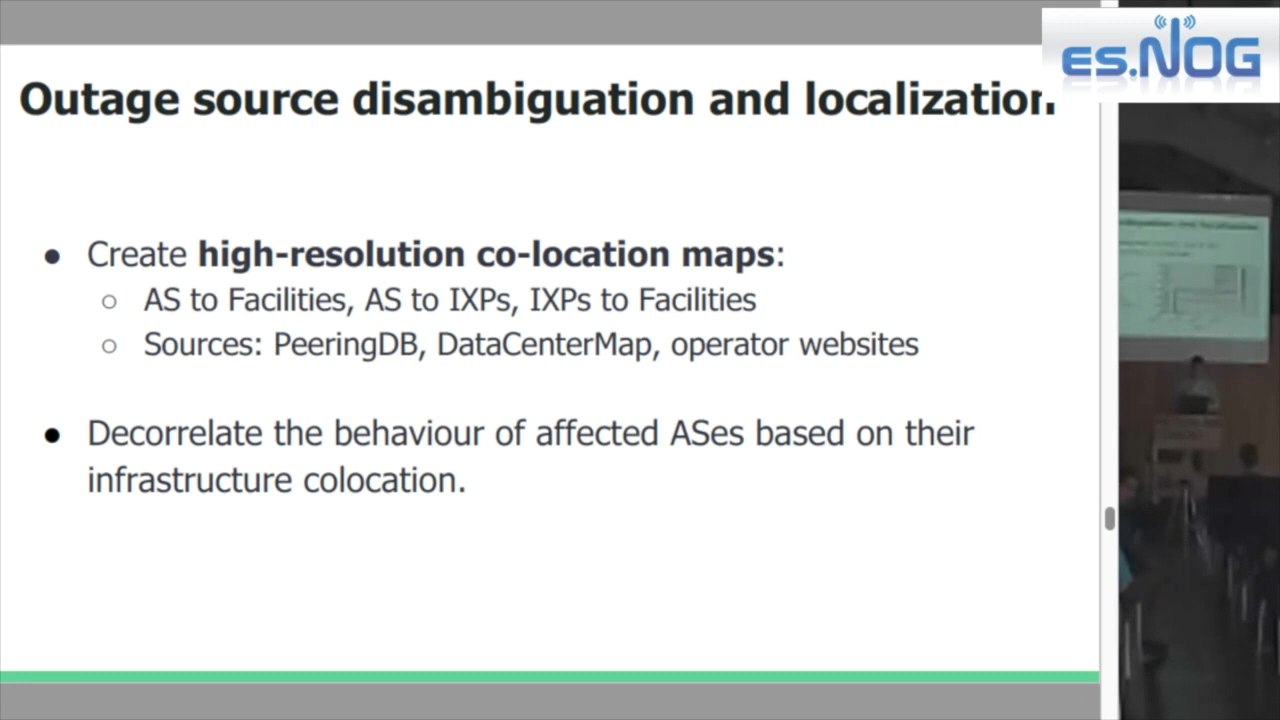 es.NOG
Outage source disambiguation and localization
● Create high-resolution co-location maps:
○ AS to Facilities, AS to IXPs, IXPs to Facilities
○ Sources: PeeringDB, DataCenterMap, operator websites
● Decorrelate the behaviour of affected ASes based on their
infrastructure colocation.